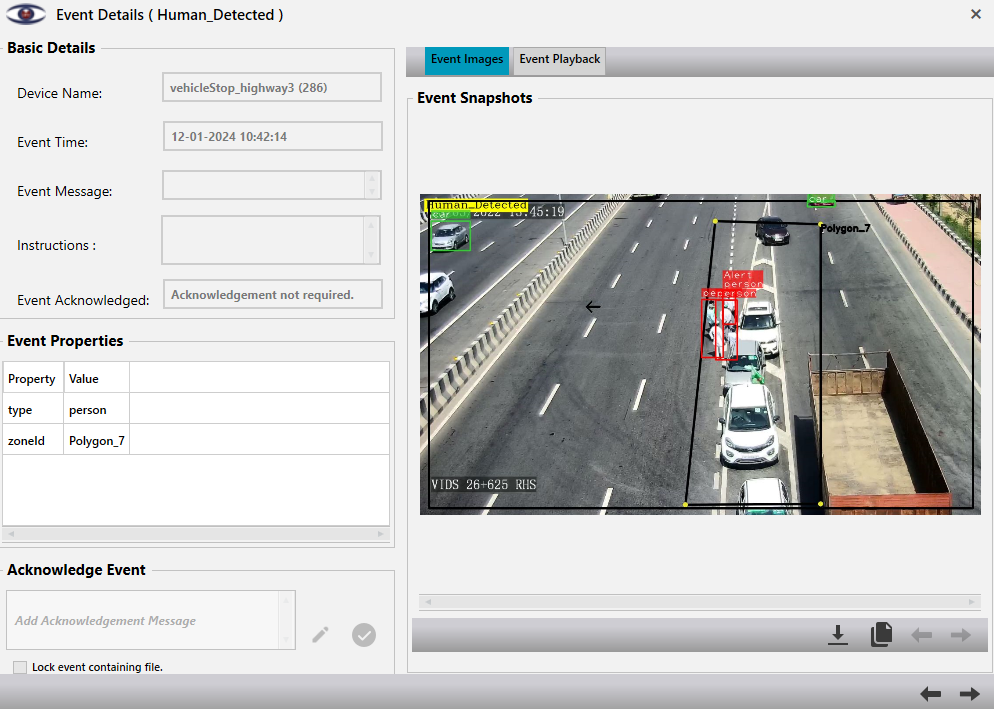 Event Details ( Human_Detected )
Basic Details
Device Name:
vehicleStop_highway3 (286)
Event Time:
12-01-2024 10:42:14
Event Message:
Instructions :
Event Acknowledged:
Acknowledgement not required.
Event Properties
Property Value
type person
zoneId Polygon_7
Acknowledge Event
Add Acknowledgement Message
Lock event containing file.
Event Images
Event Playback
Event Snapshots
Human_Detected
2022 13:45:19
car
Polygon_7
Alert
person
person
VIDS 26+625 RHS